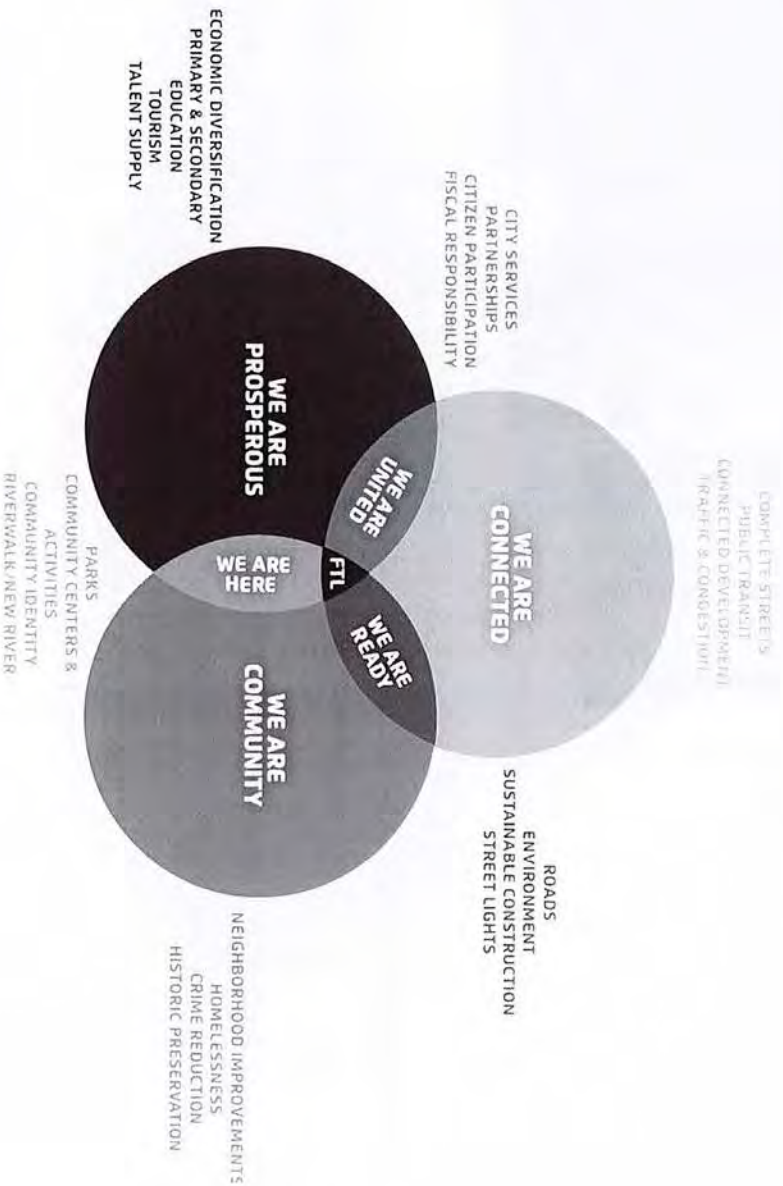 COMPLETE STREETS
PUBLIC TRANSIT
CONNECTED DEVELOPMENT
TRAFFIC & CONGESTION
CITY SERVICES
PARTNERSHIPS
CITIZEN PARTICIPATION
FISCAL RESPONSIBILITY
WE ARE
CONNECTED
ROADS
ENVIRONMENT
SUSTAINABLE CONSTRUCTION
STREET LIGHTS
WE ARE
UNITED
FTL
WE ARE
READY
ECONOMIC DIVERSIFICATION
PRIMARY & SECONDARY
EDUCATION
TOURISM
TALENT SUPPLY
WE ARE
PROSPEROUS
WE ARE
HERE
WE ARE
COMMUNITY
NEIGHBORHOOD IMPROVEMENTS
HOMELESSNESS
CRIME REDUCTION
HISTORIC PRESERVATION
PARKS
COMMUNITY CENTERS &
ACTIVITIES
COMMUNITY IDENTITY
RIVERWALK/NEW RIVER